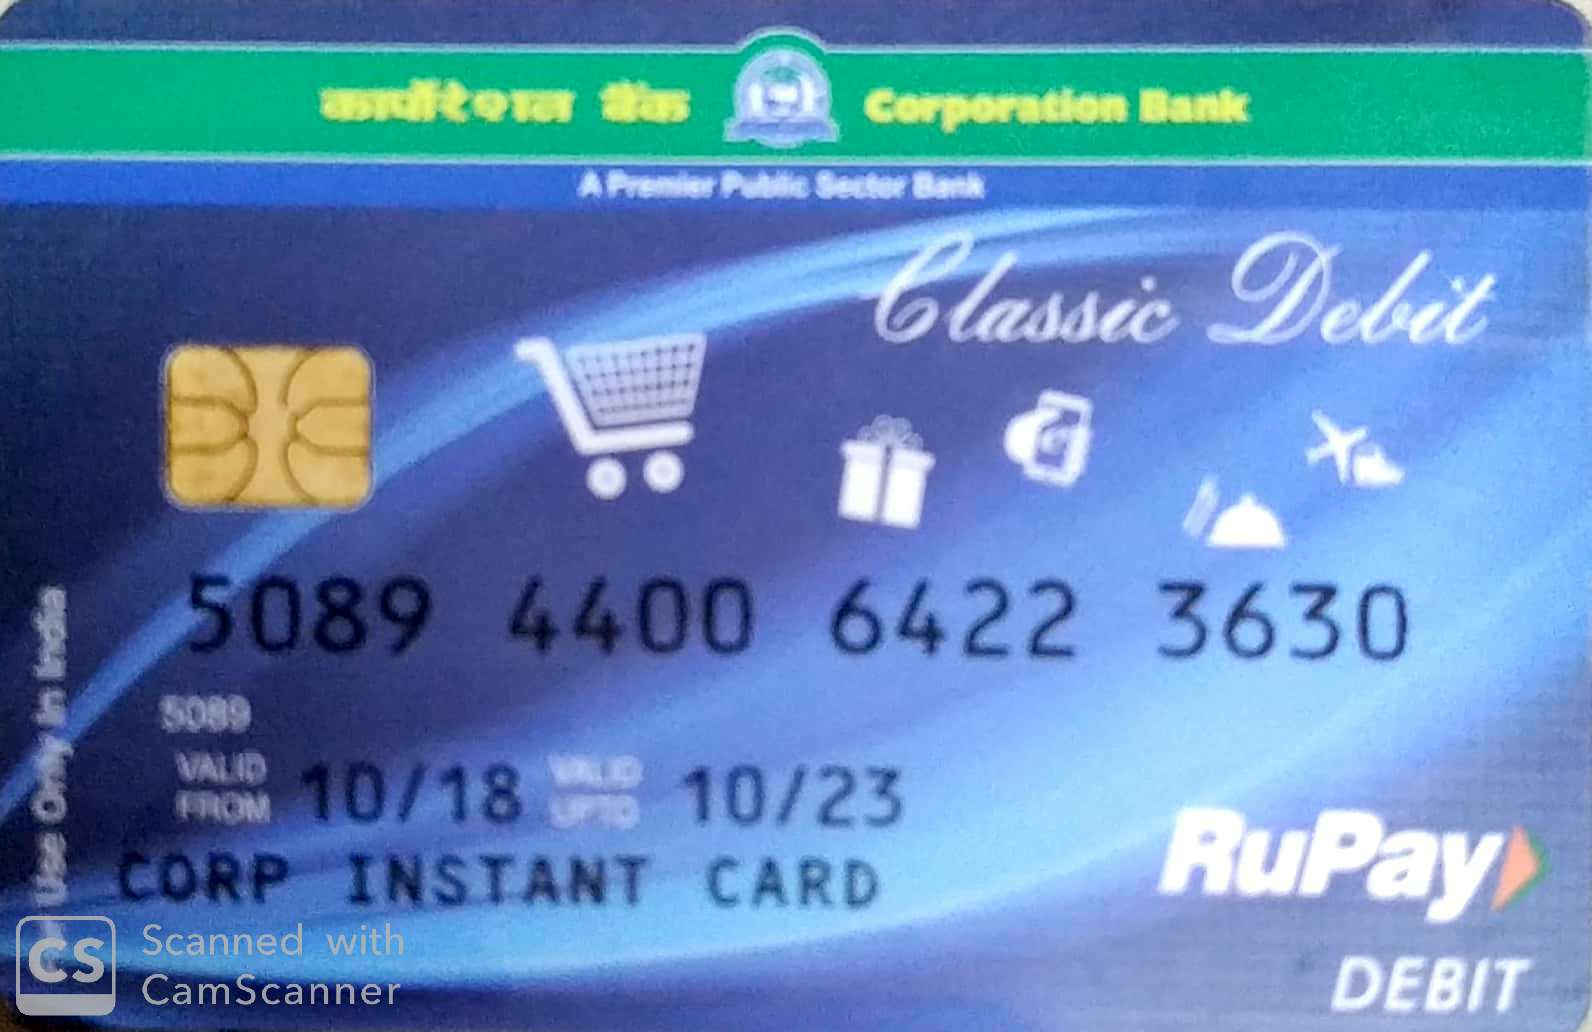 कार्पोरेशन बैंक Corporation Bank
A Premier Public Sector Bank
Classic Debit
5089 4400 6422 3630
5089
VALID FROM 10/18 VALID UPTO 10/23
CORP INSTANT CARD
Use Only in India
RuPay
DEBIT
CS Scanned with
CamScanner